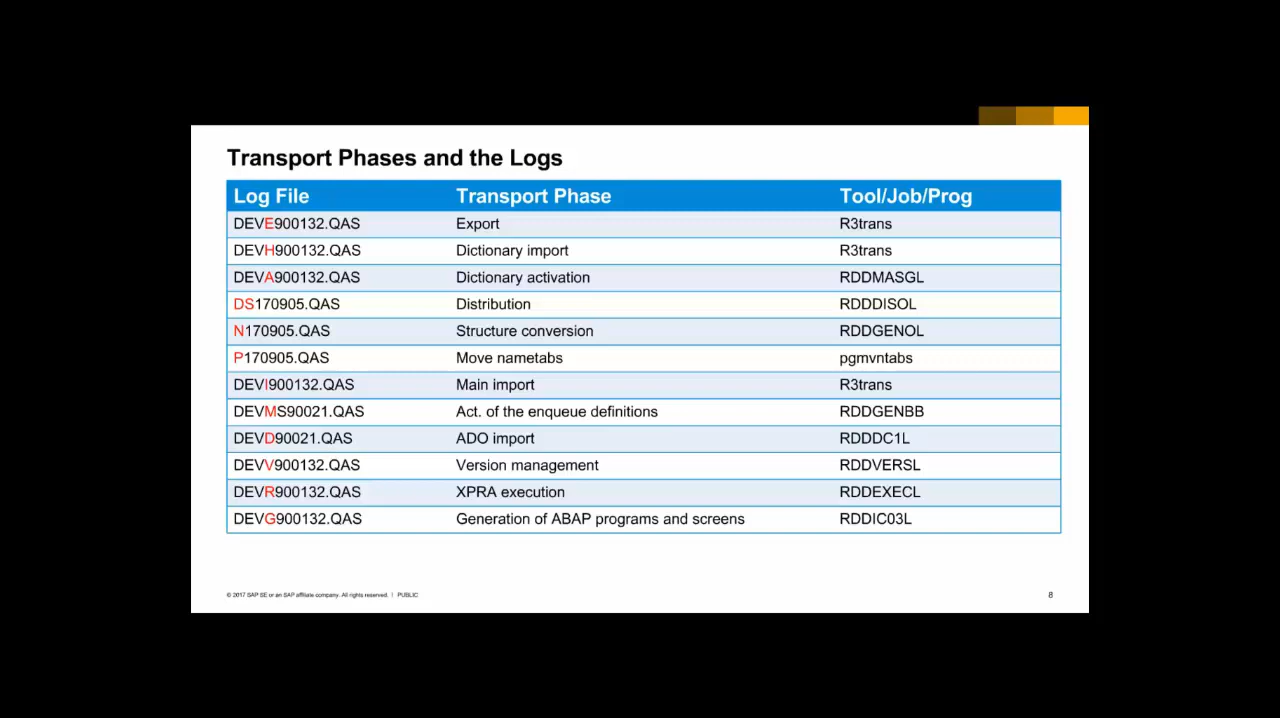 Transport Phases and the Logs
Log File Transport Phase Tool/Job/Prog
DEVE900132.QAS Export R3trans
DEVH900132.QAS Dictionary import R3trans
DEVA900132.QAS Dictionary activation RDDMASGL
DS170905.QAS Distribution RDDDISOL
N170905.QAS Structure conversion RDDGENOL
P170905.QAS Move nametabs pgmvntabs
DEVI900132.QAS Main import R3trans
DEVMS90021.QAS Act. of the enqueue definitions RDDGENBB
DEVD90021.QAS ADO import RDDDC1L
DEVV900132.QAS Version management RDDVERSL
DEVR900132.QAS XPRA execution RDDEXECL
DEVG900132.QAS Generation of ABAP programs and screens RDDIC03L
© 2017 SAP SE or an SAP affiliate company. All rights reserved. | PUBLIC 8